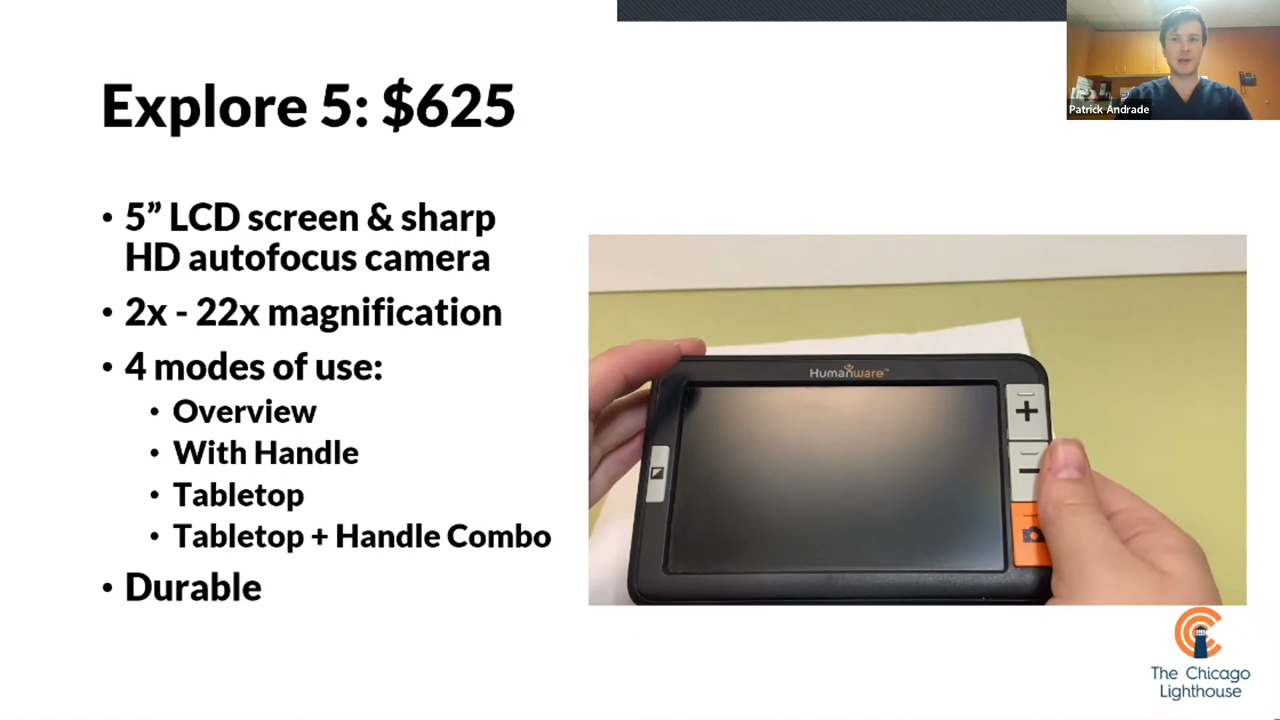 Patrick Andrade
Explore 5: $625
• 5” LCD screen & sharp
HD autofocus camera
• 2x - 22x magnification
• 4 modes of use:
• Overview
• With Handle
• Tabletop
• Tabletop + Handle Combo
• Durable
Humanware™
+
−
The Chicago
Lighthouse